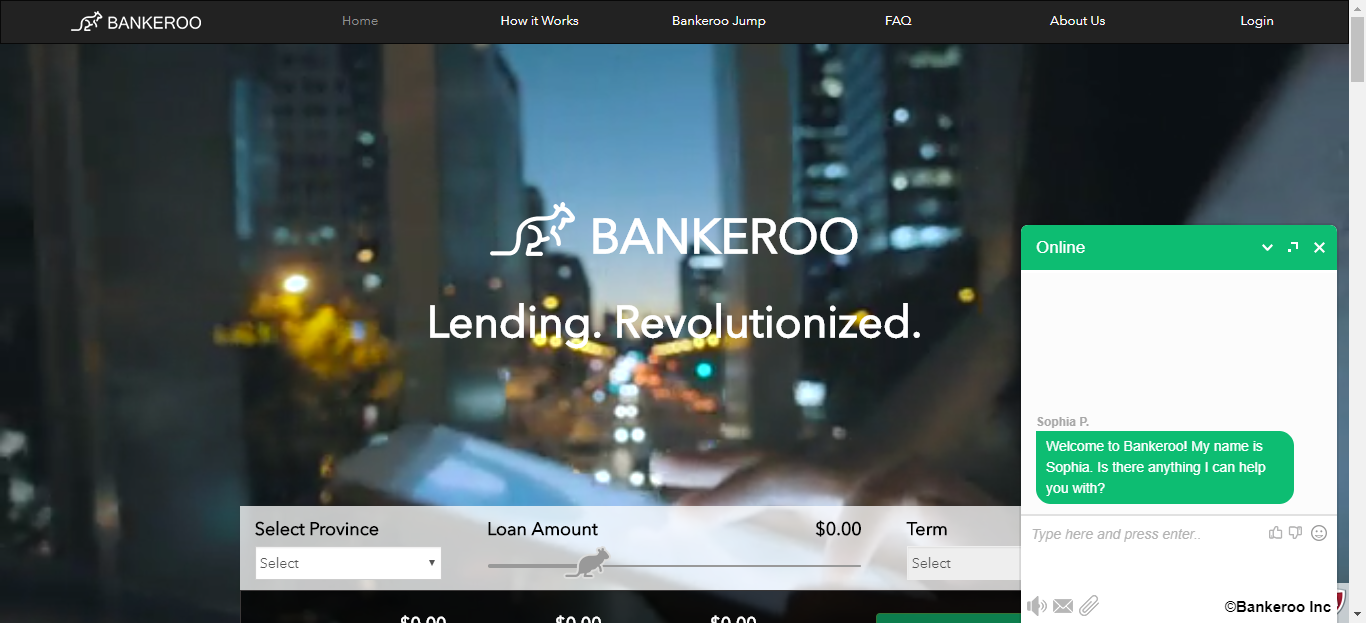 BANKEROO
Home
How it Works
Bankeroo Jump
FAQ
About Us
Login
BANKEROO
Lending. Revolutionized.
Select Province
Loan Amount
$0.00
Term
Select
Select
$0.00
$0.00
$0.00
Online
Sophia P.
Welcome to Bankeroo! My name is
Sophia. Is there anything I can help
you with?
Type here and press enter..
©Bankeroo Inc